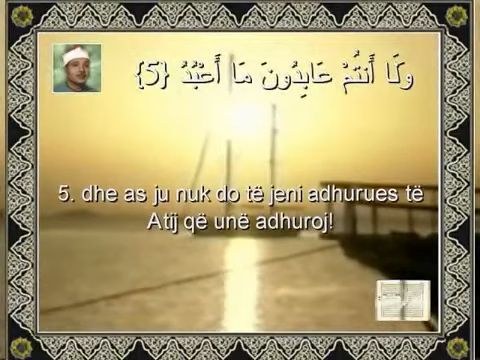 وَلَا أَنتُمْ عَابِدُونَ مَا أَعْبُدُ {5}
5. dhe as ju nuk do të jeni adhurues të
Atij që unë adhuroj!